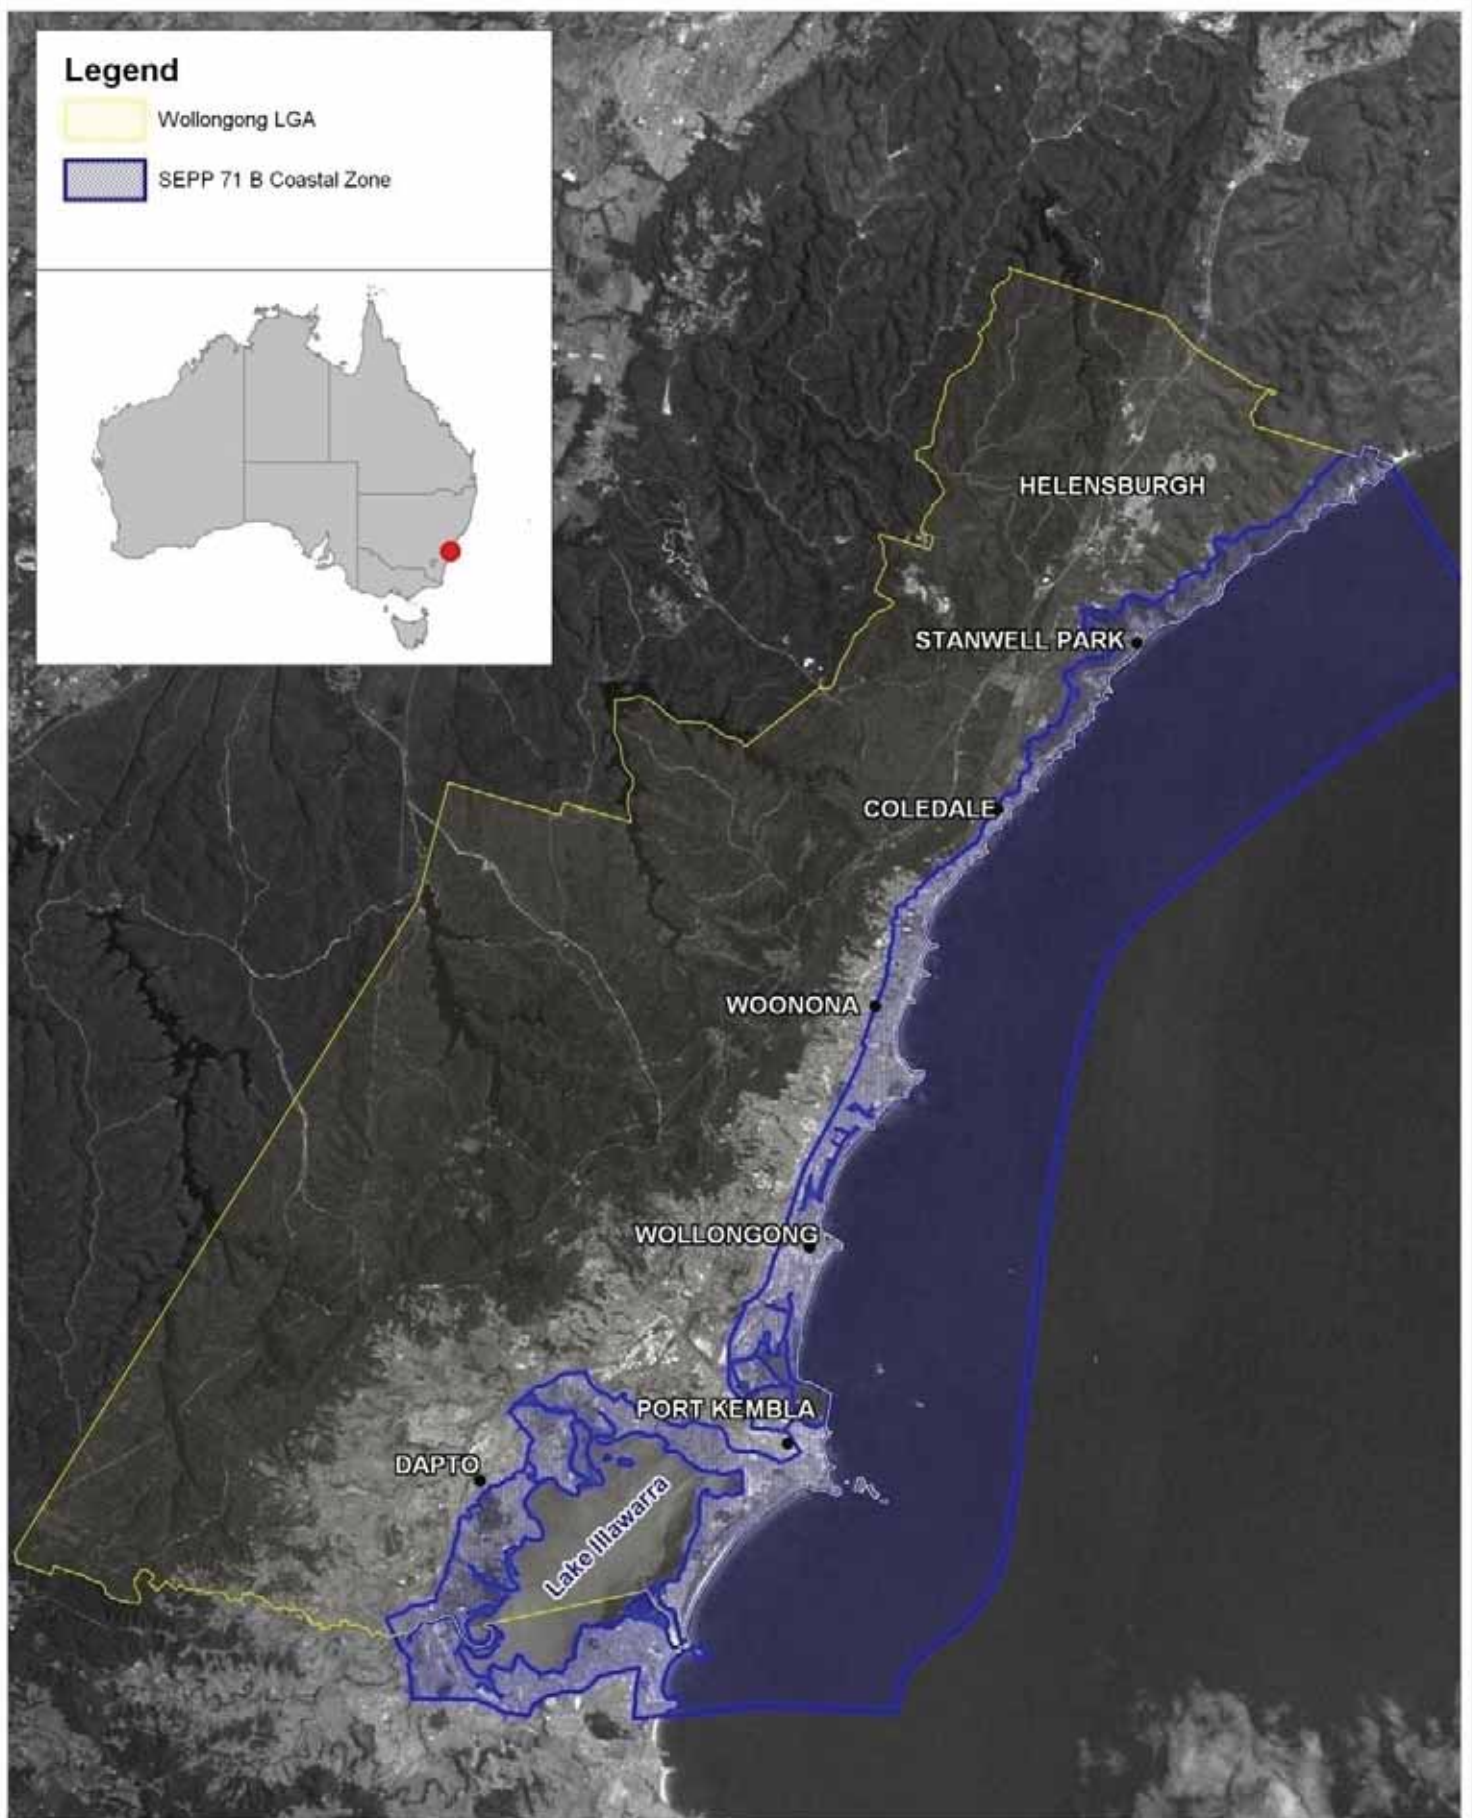 Legend
Wollongong LGA
SEPP 71 B Coastal Zone
HELENSBURGH
STANWELL PARK
COLEDALE
WOONONA
WOLLONGONG
PORT KEMBLA
DAPTO
Lake Illawarra